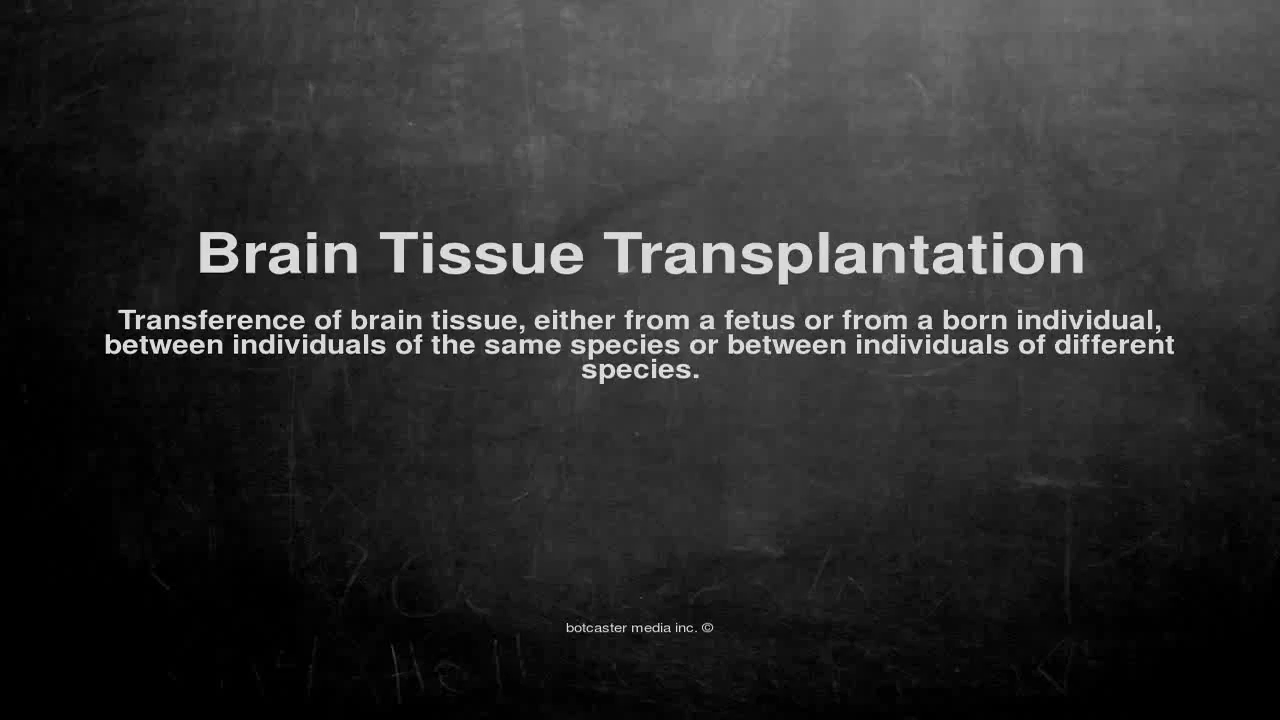 Brain Tissue Transplantation
Transference of brain tissue, either from a fetus or from a born individual,
between individuals of the same species or between individuals of different
species.
botcaster media inc. ©